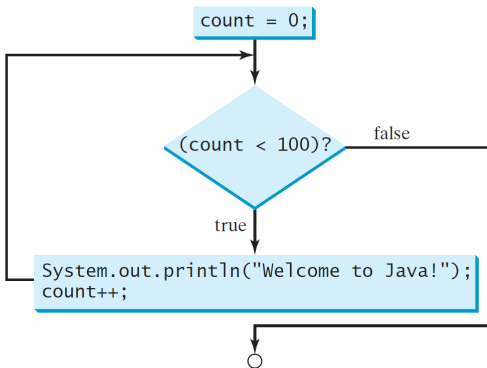 count = 0;
(count < 100)?
false
true
System.out.println("Welcome to Java!");
count++;